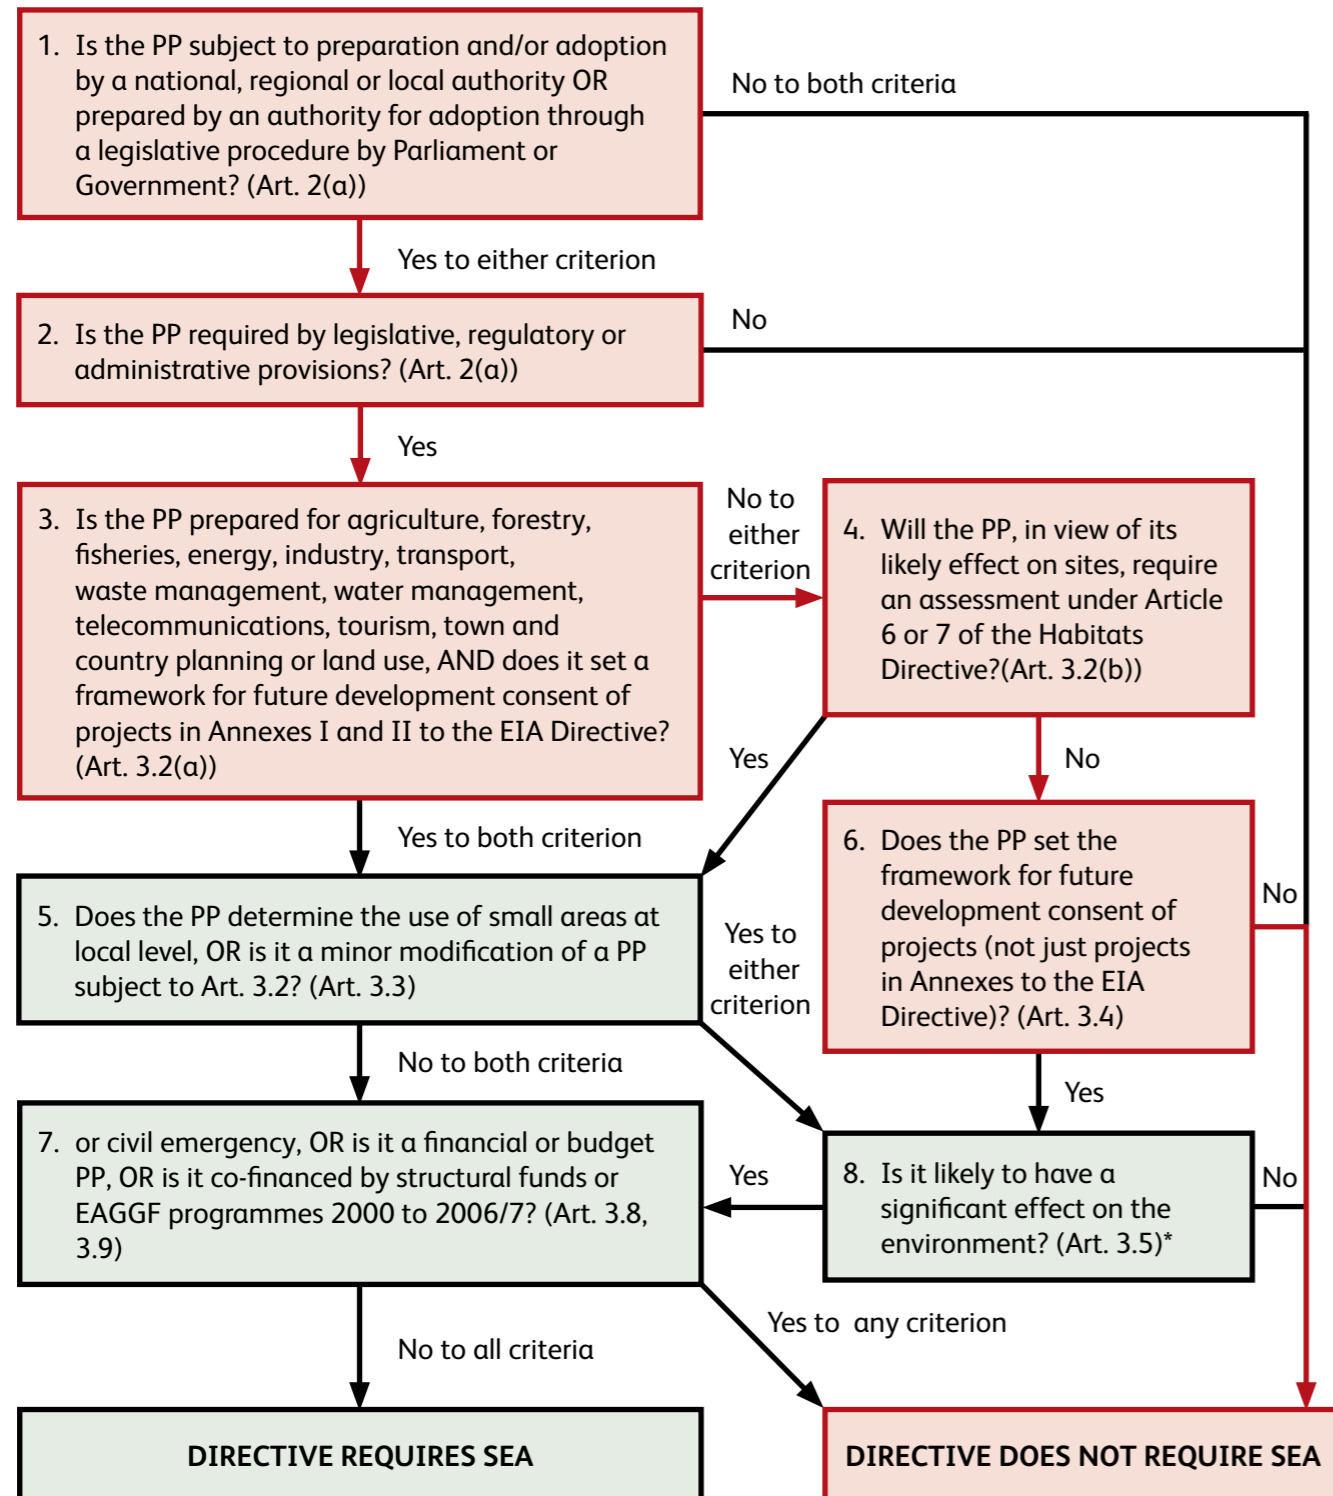 1. Is the PP subject to preparation and/or adoption
by a national, regional or local authority OR
prepared by an authority for adoption through
a legislative procedure by Parliament or
Government? (Art. 2(a))
No to both criteria
Yes to either criterion
2. Is the PP required by legislative, regulatory or
administrative provisions? (Art. 2(a))
No
Yes
3. Is the PP prepared for agriculture, forestry,
fisheries, energy, industry, transport,
waste management, water management,
telecommunications, tourism, town and
country planning or land use, AND does it set a
framework for future development consent of
projects in Annexes I and II to the EIA Directive?
(Art. 3.2(a))
No to
either
criterion
4. Will the PP, in view of its
likely effect on sites, require
an assessment under Article
6 or 7 of the Habitats
Directive?(Art. 3.2(b))
Yes
No
Yes to both criterion
5. Does the PP determine the use of small areas at
local level, OR is it a minor modification of a PP
subject to Art. 3.2? (Art. 3.3)
Yes to
either
criterion
6. Does the PP set the
framework for future
development consent of
projects (not just projects
in Annexes to the EIA
Directive)? (Art. 3.4)
No
No to both criteria
Yes
7. or civil emergency, OR is it a financial or budget
PP, OR is it co-financed by structural funds or
EAGGF programmes 2000 to 2006/7? (Art. 3.8,
3.9)
Yes
8. Is it likely to have a
significant effect on the
environment? (Art. 3.5)*
No
No to all criteria
Yes to any criterion
DIRECTIVE REQUIRES SEA
DIRECTIVE DOES NOT REQUIRE SEA